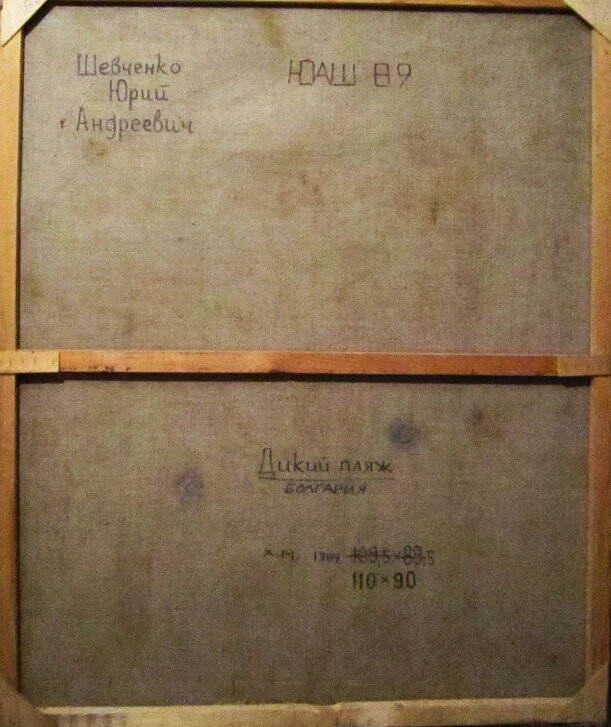 Шевченко
Юрий
Андреевич
ЮАШ 89
Дикий пляж
БОЛГАРИЯ
х.м. 1989 109,5×89,5
110×90